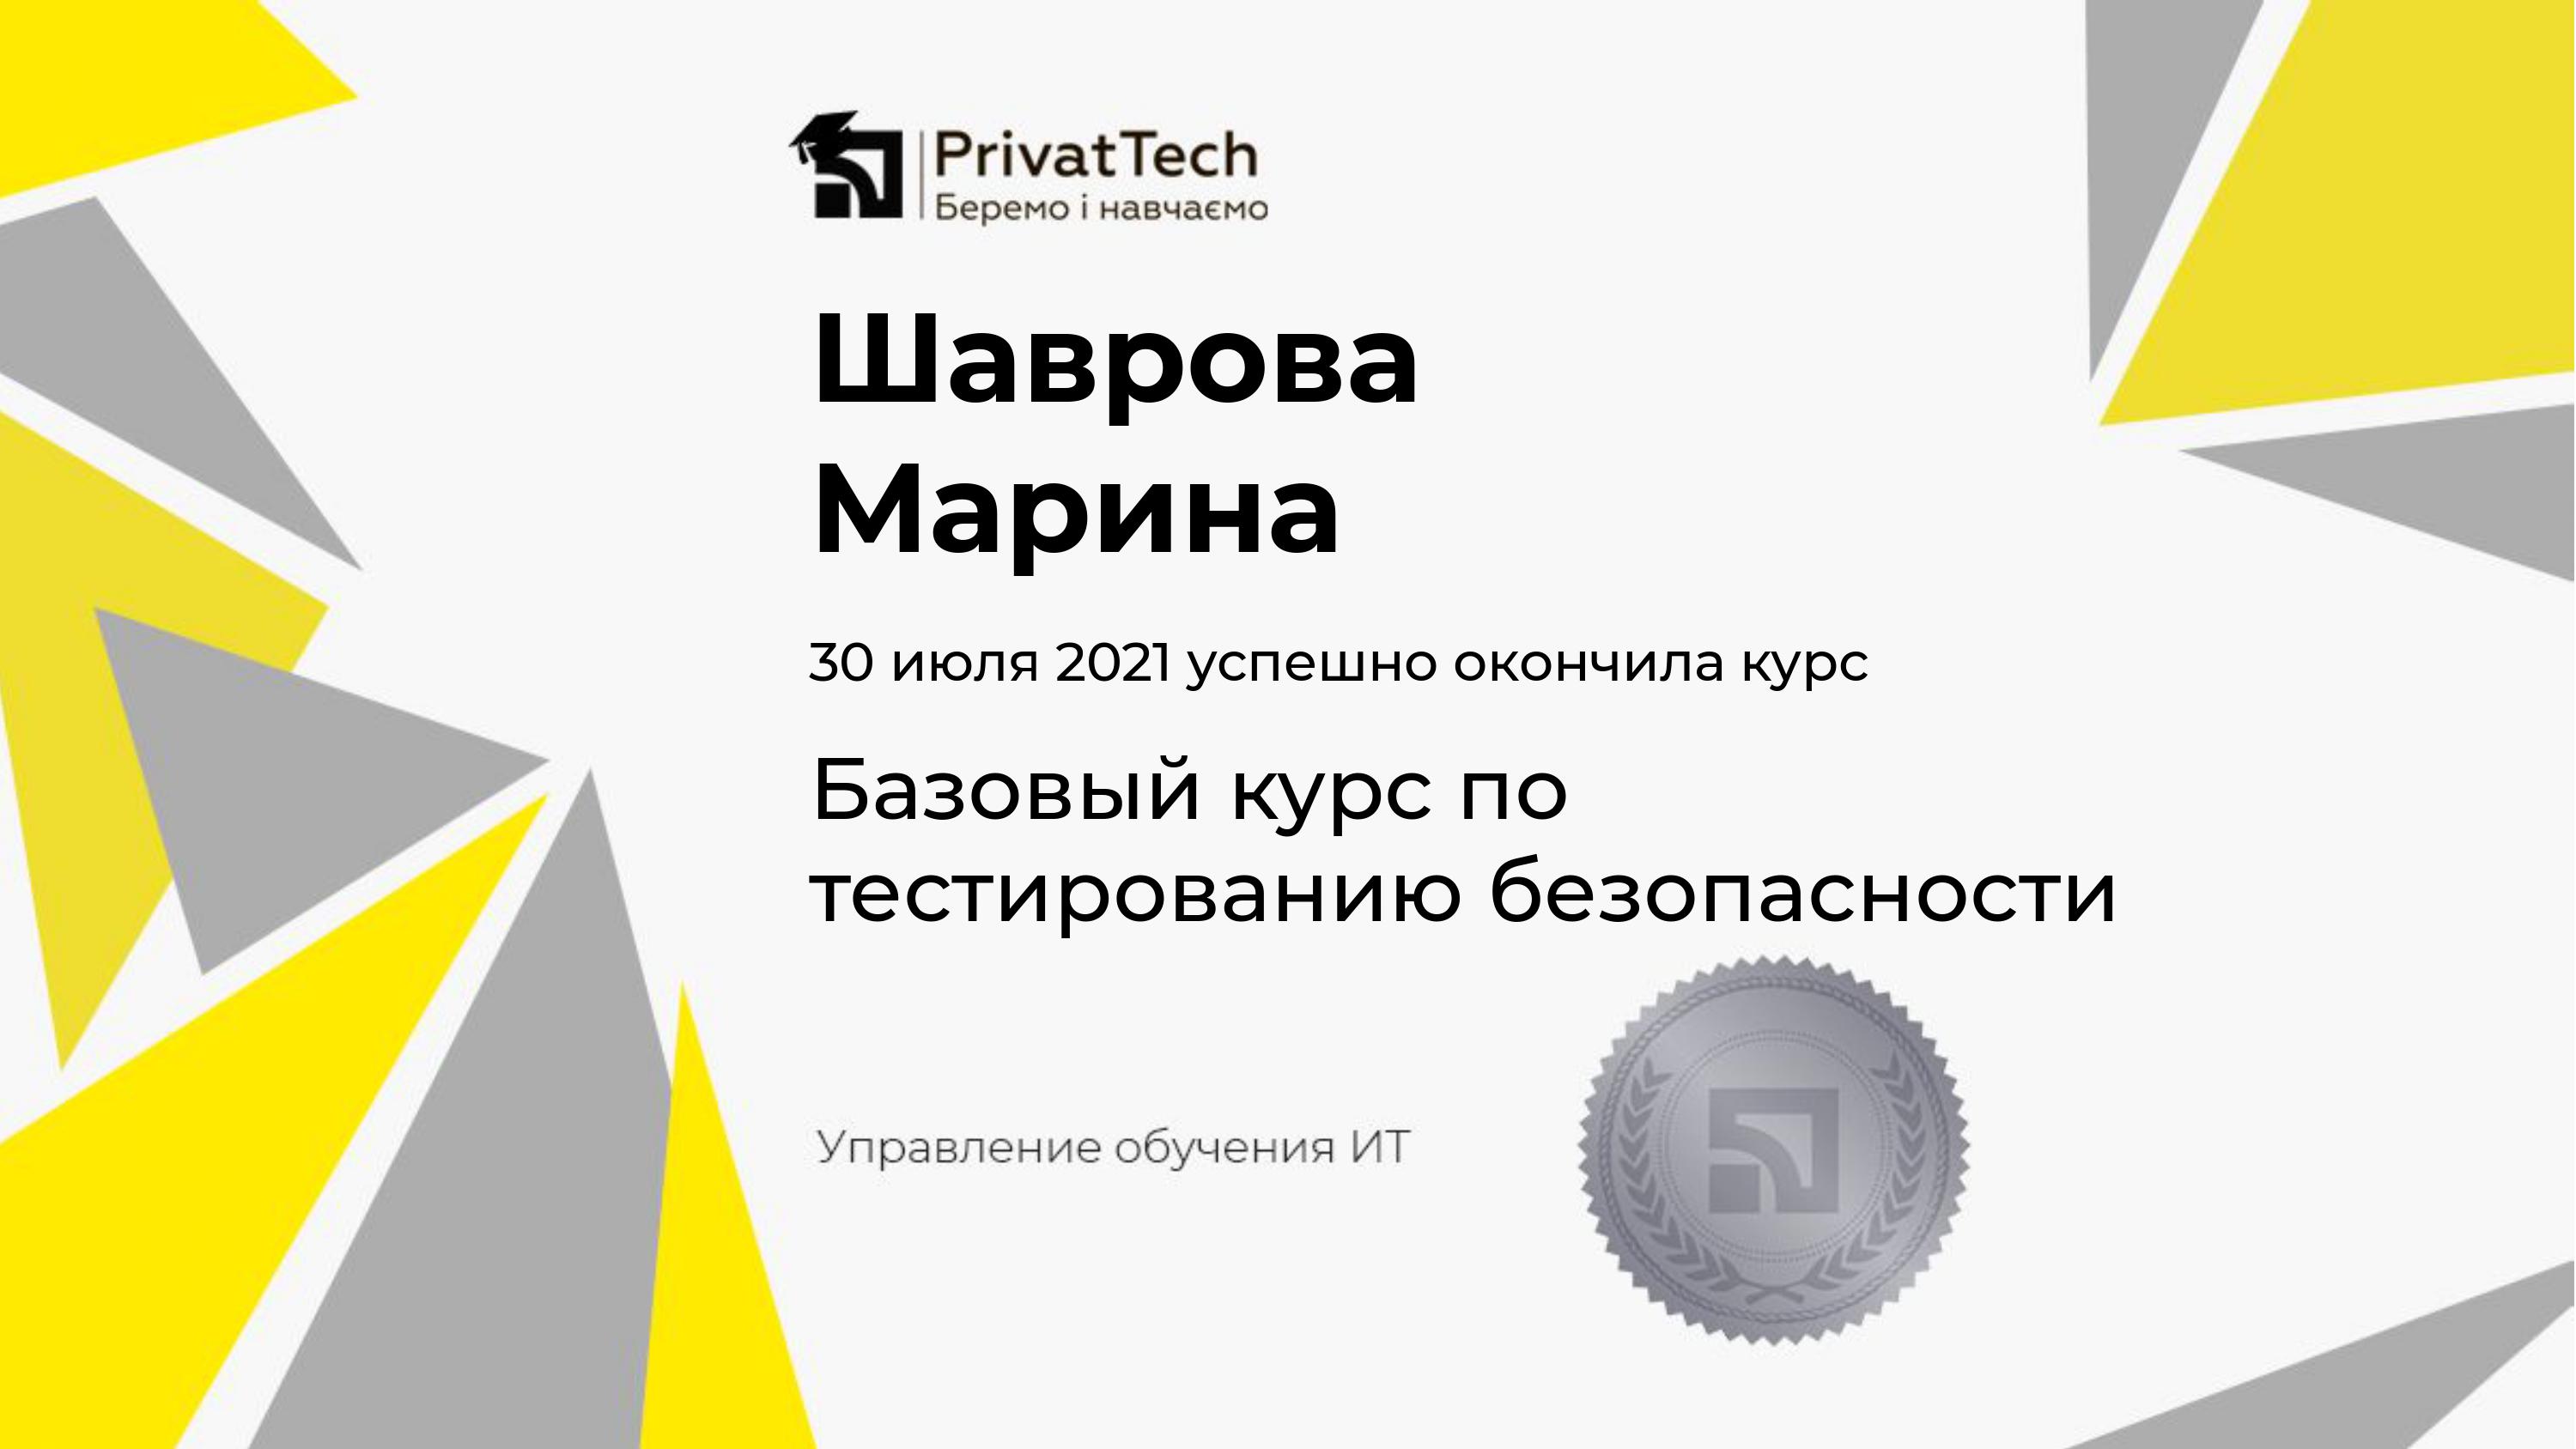 PrivatTech
Беремо і навчаємо
Шаврова
Марина
30 июля 2021 успешно окончила курс
Базовый курс по
тестированию безопасности
Управление обучения ИТ